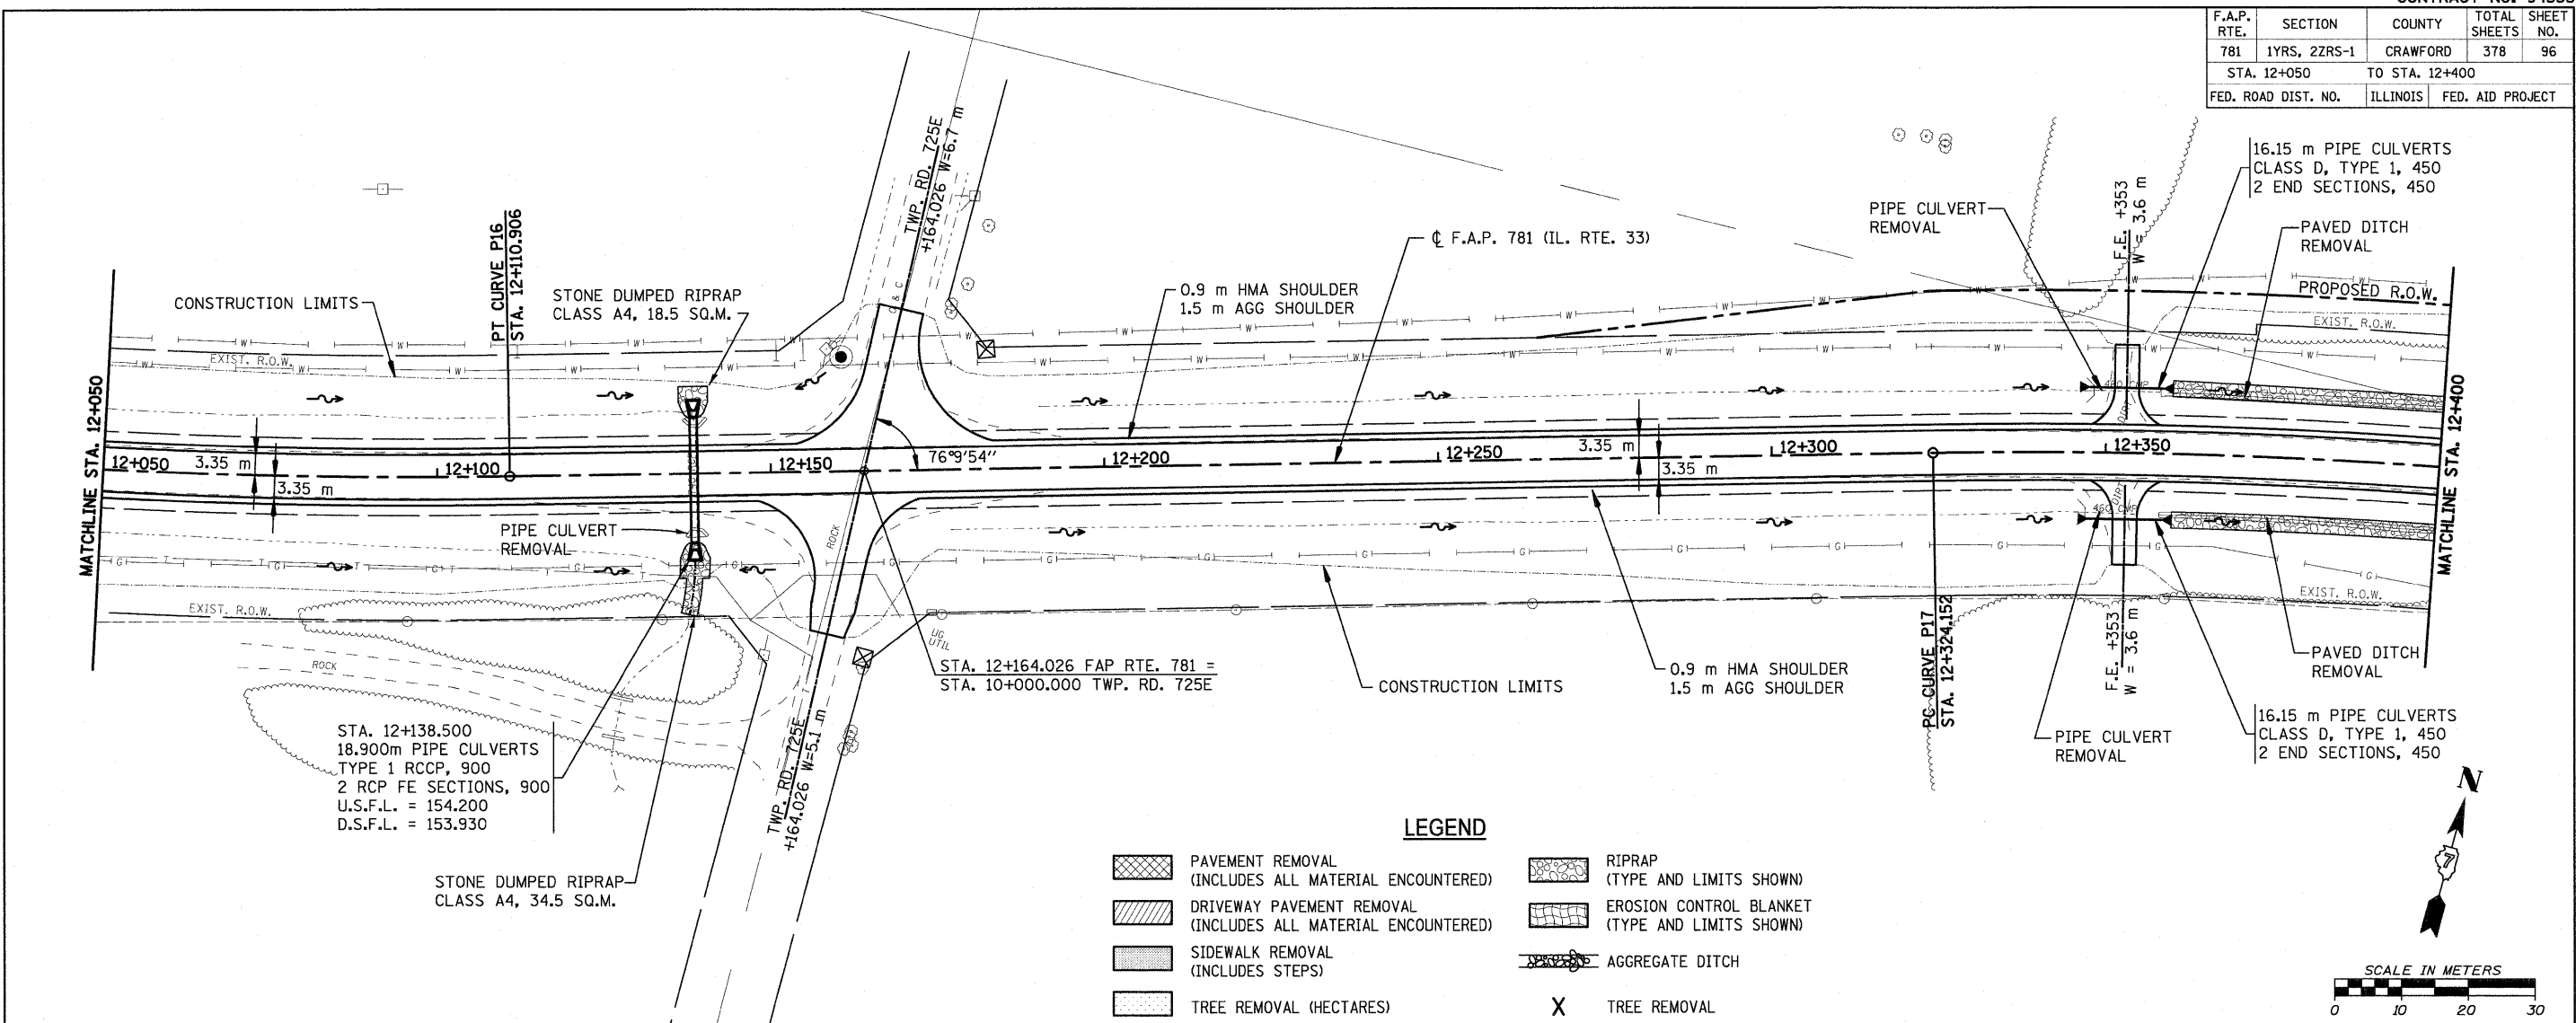 F.A.P. RTE.
SECTION
COUNTY
TOTAL SHEETS
SHEET NO.
781
1YRS, 2ZRS-1
CRAWFORD
378
96
STA. 12+050 TO STA. 12+400
FED. ROAD DIST. NO.
ILLINOIS
FED. AID PROJECT
16.15 m PIPE CULVERTS
CLASS D, TYPE 1, 450
2 END SECTIONS, 450
PIPE CULVERT
REMOVAL
F.E. +353
W = 3.6 m
PAVED DITCH
REMOVAL
TWP. RD. 725E
+164.026 W=6.7 m
PT CURVE P16
STA. 12+110.906
₵ F.A.P. 781 (IL. RTE. 33)
CONSTRUCTION LIMITS
STONE DUMPED RIPRAP
CLASS A4, 18.5 SQ.M.
0.9 m HMA SHOULDER
1.5 m AGG SHOULDER
PROPOSED R.O.W.
EXIST. R.O.W.
EXIST. R.O.W.
MATCHLINE STA. 12+050
MATCHLINE STA. 12+400
12+050
3.35 m
3.35 m
12+100
12+150
76°9'54''
12+200
12+250
3.35 m
3.35 m
12+300
12+350
DIRT
DIRT
460 CMP
PIPE CULVERT
REMOVAL
ROCK
EXIST. R.O.W.
EXIST. R.O.W.
ROCK
UG
UTIL
STA. 12+164.026 FAP RTE. 781 =
STA. 10+000.000 TWP. RD. 725E
CONSTRUCTION LIMITS
0.9 m HMA SHOULDER
1.5 m AGG SHOULDER
PC CURVE P17
STA. 12+324.152
F.E. +353
W = 3.6 m
PAVED DITCH
REMOVAL
PIPE CULVERT
REMOVAL
16.15 m PIPE CULVERTS
CLASS D, TYPE 1, 450
2 END SECTIONS, 450
STA. 12+138.500
18.900m PIPE CULVERTS
TYPE 1 RCCP, 900
2 RCP FE SECTIONS, 900
U.S.F.L. = 154.200
D.S.F.L. = 153.930
TWP. RD. 725E
+164.026 W=5.1 m
STONE DUMPED RIPRAP
CLASS A4, 34.5 SQ.M.
LEGEND
PAVEMENT REMOVAL
(INCLUDES ALL MATERIAL ENCOUNTERED)
DRIVEWAY PAVEMENT REMOVAL
(INCLUDES ALL MATERIAL ENCOUNTERED)
SIDEWALK REMOVAL
(INCLUDES STEPS)
TREE REMOVAL (HECTARES)
RIPRAP
(TYPE AND LIMITS SHOWN)
EROSION CONTROL BLANKET
(TYPE AND LIMITS SHOWN)
AGGREGATE DITCH
X TREE REMOVAL
N
7
SCALE IN METERS
0 10 20 30